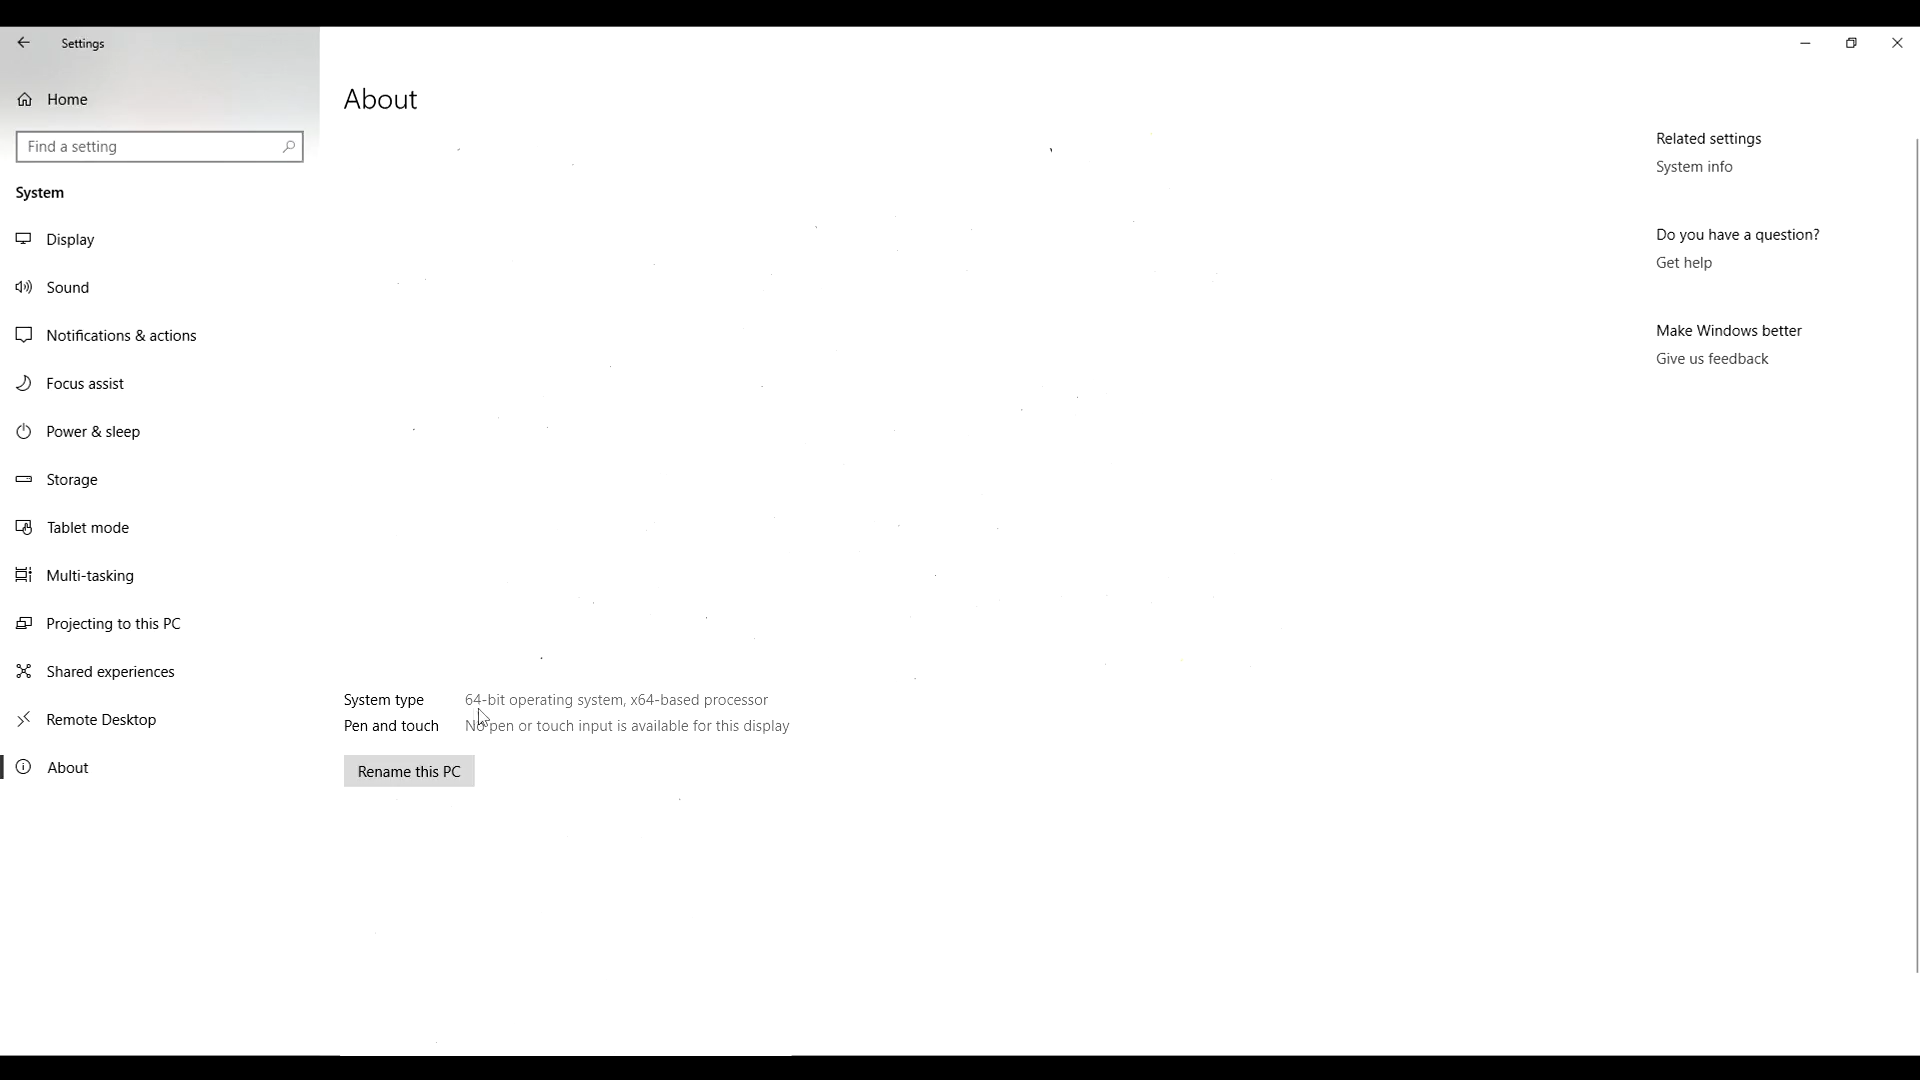 Settings
Home
Find a setting
System
Display
Sound
Notifications & actions
Focus assist
Power & sleep
Storage
Tablet mode
Multi-tasking
Projecting to this PC
Shared experiences
Remote Desktop
About
About
System type 64-bit operating system, x64-based processor
Pen and touch No pen or touch input is available for this display
Rename this PC
Related settings
System info
Do you have a question?
Get help
Make Windows better
Give us feedback